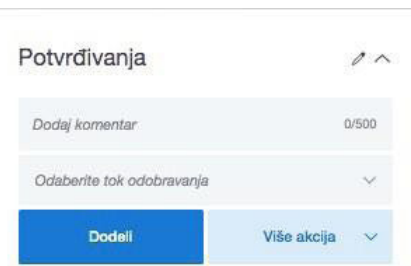 Potvrđivanja
Dodaj komentar 0/500
Odaberite tok odobravanja
Dodeli Više akcija